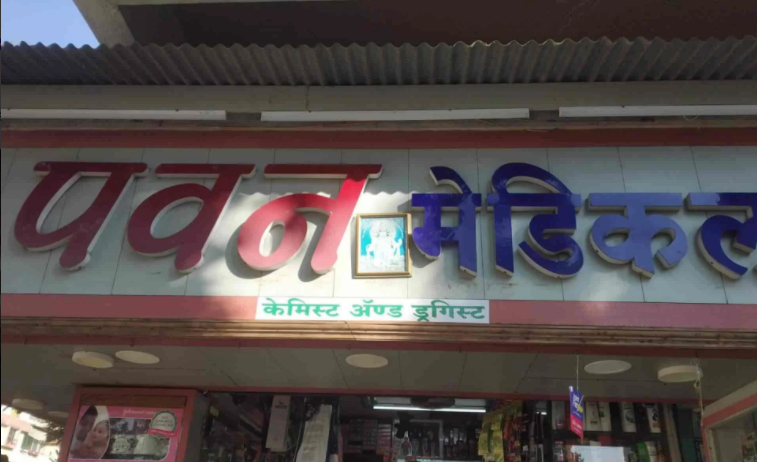 पवन मेडिकल
केमिस्ट ॲण्ड ड्रगिस्ट